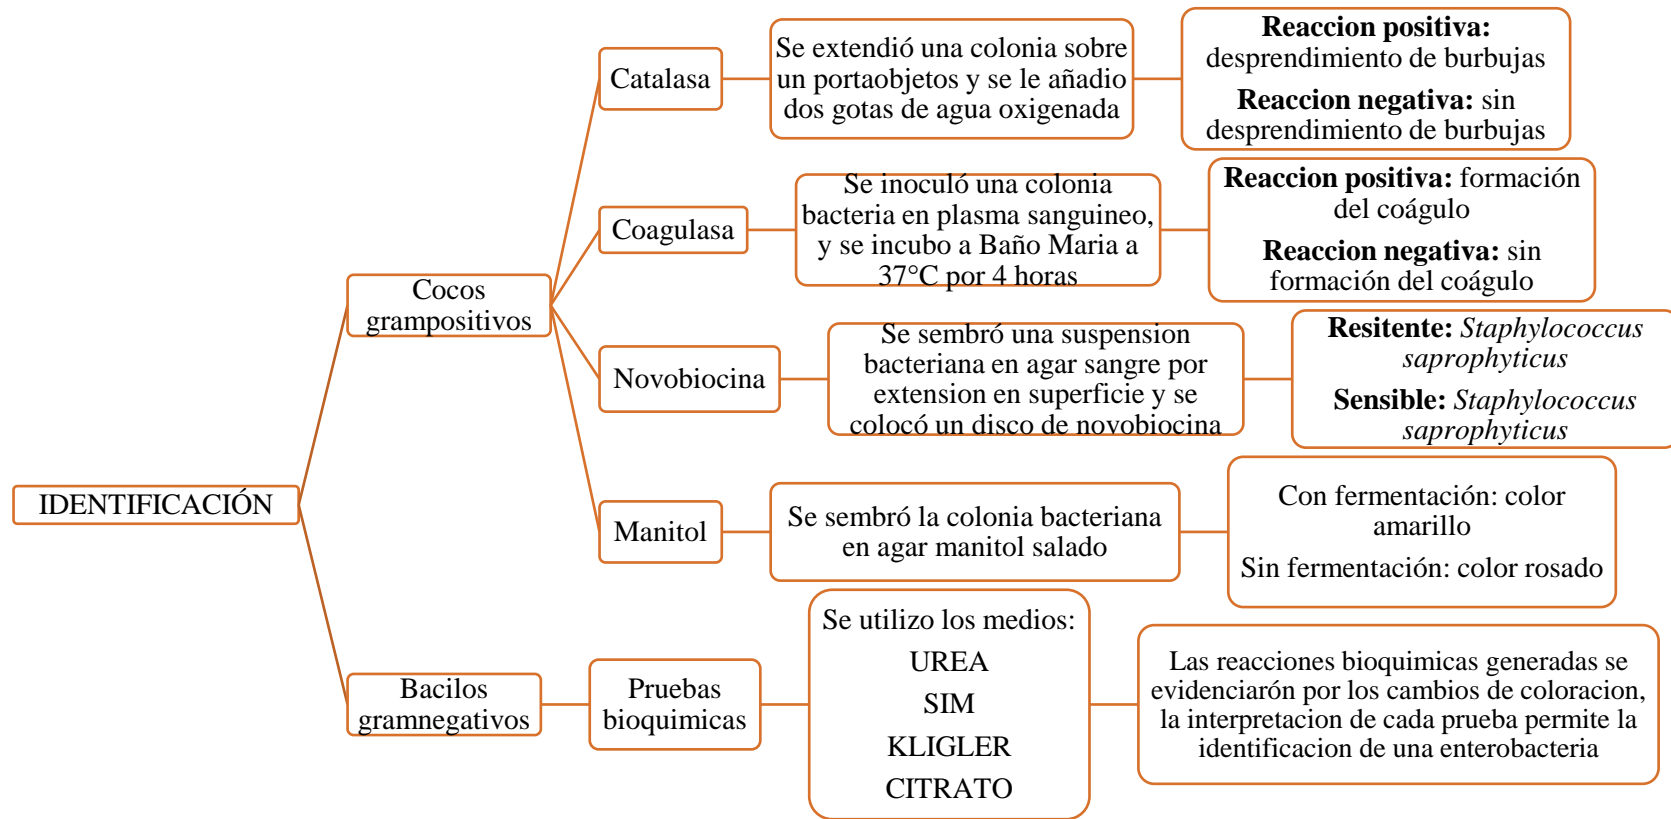 IDENTIFICACIÓN
Cocos
grampositivos
Catalasa
Se extendió una colonia sobre
un portaobjetos y se le añadio
dos gotas de agua oxigenada
Reaccion positiva:
desprendimiento de burbujas
Reaccion negativa: sin
desprendimiento de burbujas
Coagulasa
Se inoculó una colonia
bacteria en plasma sanguineo,
y se incubo a Baño Maria a
37°C por 4 horas
Reaccion positiva: formación
del coágulo
Reaccion negativa: sin
formación del coágulo
Novobiocina
Se sembró una suspension
bacteriana en agar sangre por
extension en superficie y se
colocó un disco de novobiocina
Resitente: Staphylococcus
saprophyticus
Sensible: Staphylococcus
saprophyticus
Manitol
Se sembró la colonia bacteriana
en agar manitol salado
Con fermentación: color
amarillo
Sin fermentación: color rosado
Bacilos
gramnegativos
Pruebas
bioquimicas
Se utilizo los medios:
UREA
SIM
KLIGLER
CITRATO
Las reacciones bioquimicas generadas se
evidenciarón por los cambios de coloracion,
la interpretacion de cada prueba permite la
identificacion de una enterobacteria